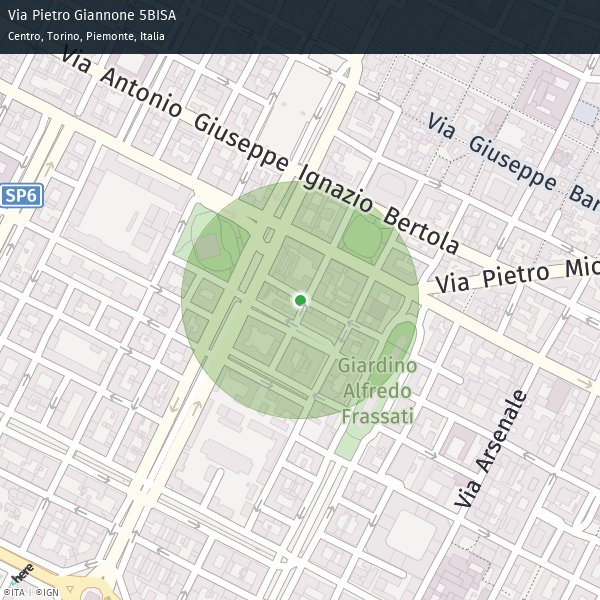 Via Pietro Giannone 5BISA
Centro, Torino, Piemonte, Italia
Via Antonio Giuseppe Ignazio Bertola
Via Giuseppe Bar
SP6
Via Pietro Mic
Giardino
Alfredo
Frassati
Via Arsenale
here
©ITA | ©IGN